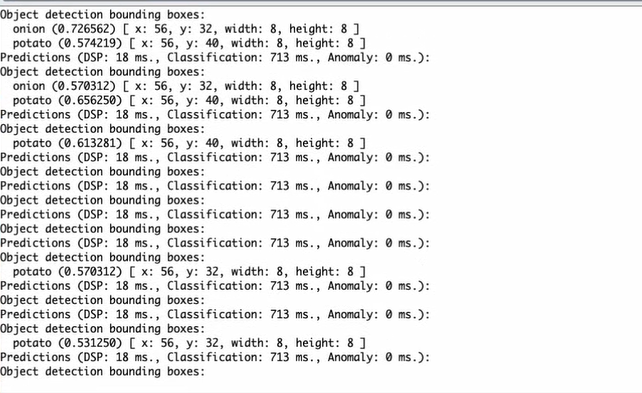 Object detection bounding boxes:
onion (0.726562) [ x: 56, y: 32, width: 8, height: 8 ]
potato (0.574219) [ x: 56, y: 40, width: 8, height: 8 ]
Predictions (DSP: 18 ms., Classification: 713 ms., Anomaly: 0 ms.):
Object detection bounding boxes:
onion (0.570312) [ x: 56, y: 32, width: 8, height: 8 ]
potato (0.656250) [ x: 56, y: 40, width: 8, height: 8 ]
Predictions (DSP: 18 ms., Classification: 713 ms., Anomaly: 0 ms.):
Object detection bounding boxes:
potato (0.613281) [ x: 56, y: 40, width: 8, height: 8 ]
Predictions (DSP: 18 ms., Classification: 713 ms., Anomaly: 0 ms.):
Object detection bounding boxes:
Predictions (DSP: 18 ms., Classification: 713 ms., Anomaly: 0 ms.):
Object detection bounding boxes:
Predictions (DSP: 18 ms., Classification: 713 ms., Anomaly: 0 ms.):
Object detection bounding boxes:
Predictions (DSP: 18 ms., Classification: 713 ms., Anomaly: 0 ms.):
Object detection bounding boxes:
potato (0.570312) [ x: 56, y: 32, width: 8, height: 8 ]
Predictions (DSP: 18 ms., Classification: 713 ms., Anomaly: 0 ms.):
Object detection bounding boxes:
Predictions (DSP: 18 ms., Classification: 713 ms., Anomaly: 0 ms.):
Object detection bounding boxes:
potato (0.531250) [ x: 56, y: 32, width: 8, height: 8 ]
Predictions (DSP: 18 ms., Classification: 713 ms., Anomaly: 0 ms.):
Object detection bounding boxes: